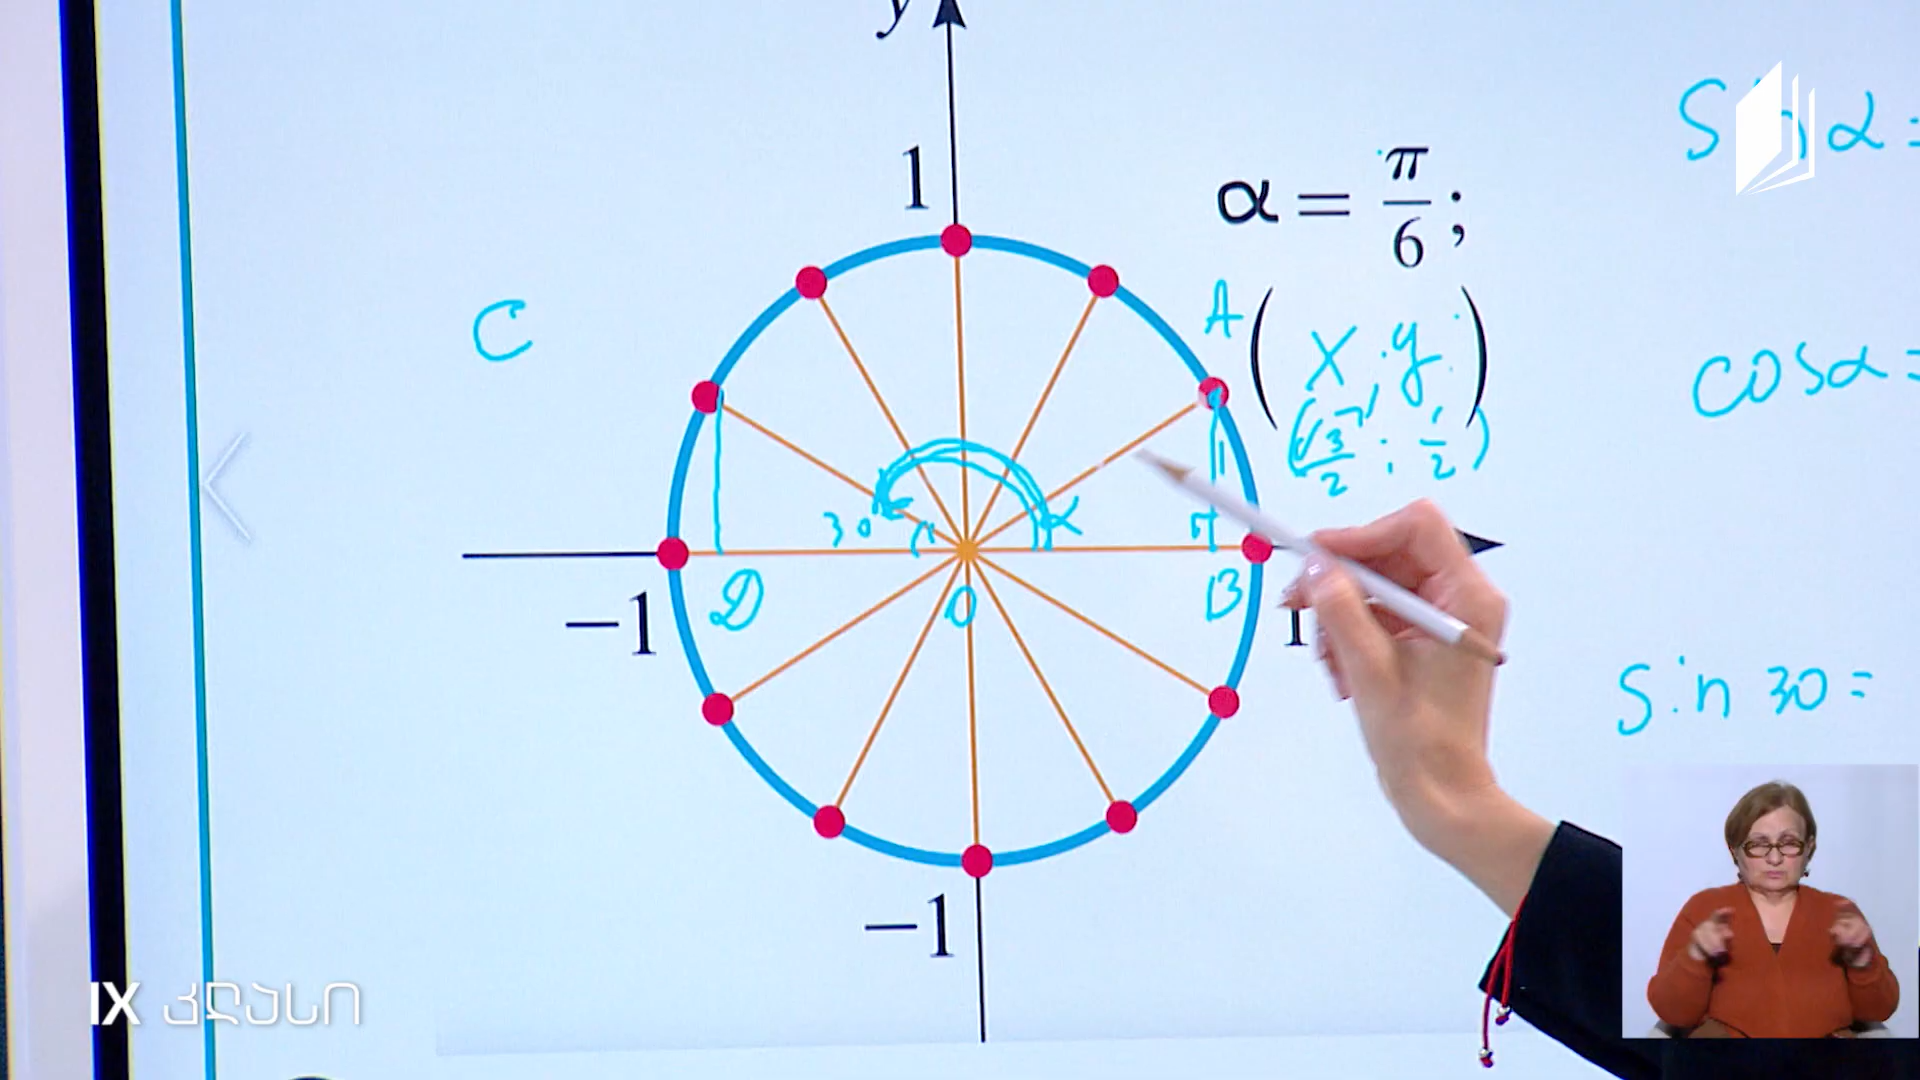 y
1
α = π/6;
sin α =
C
A (x; y)
(√3/2; 1/2)
cos α =
30
α
−1
D
O
B
1
sin 30 =
−1
IX კლასი